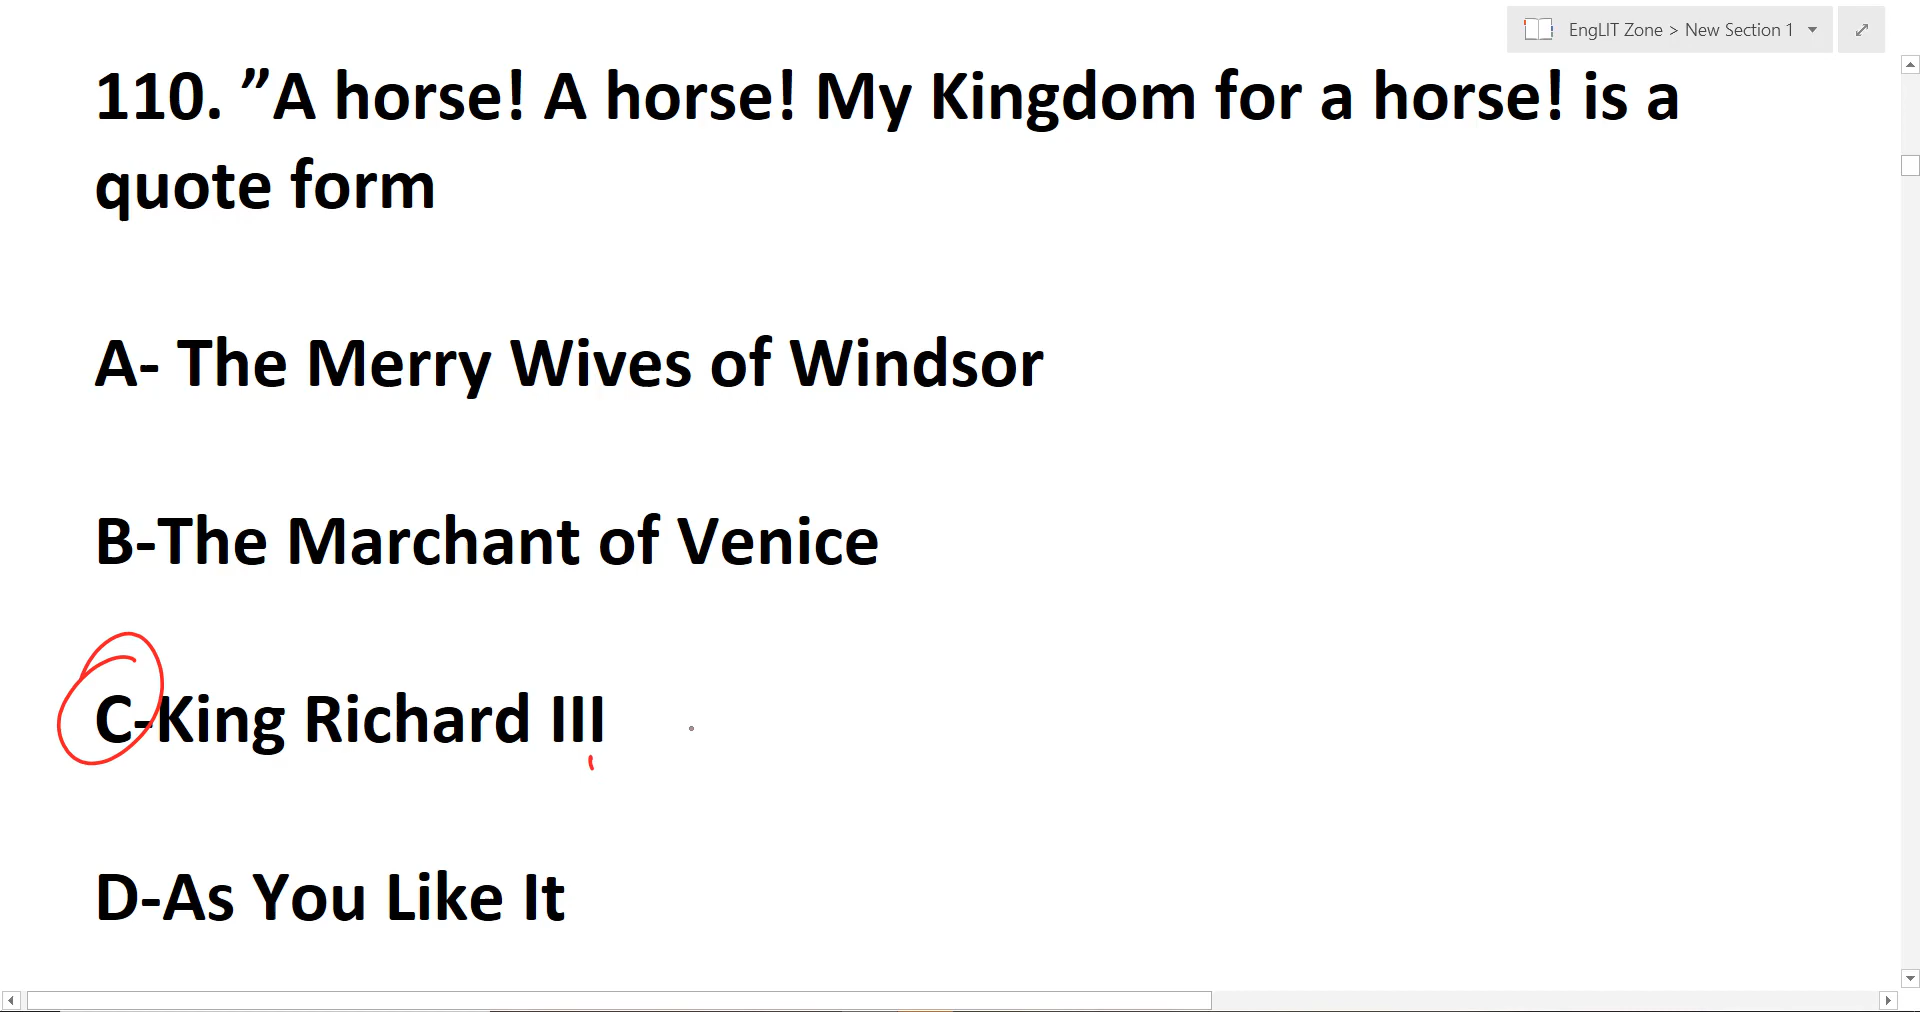 EngLIT Zone > New Section 1
110. ”A horse! A horse! My Kingdom for a horse! is a
quote form
A- The Merry Wives of Windsor
B-The Marchant of Venice
C-King Richard III
D-As You Like It